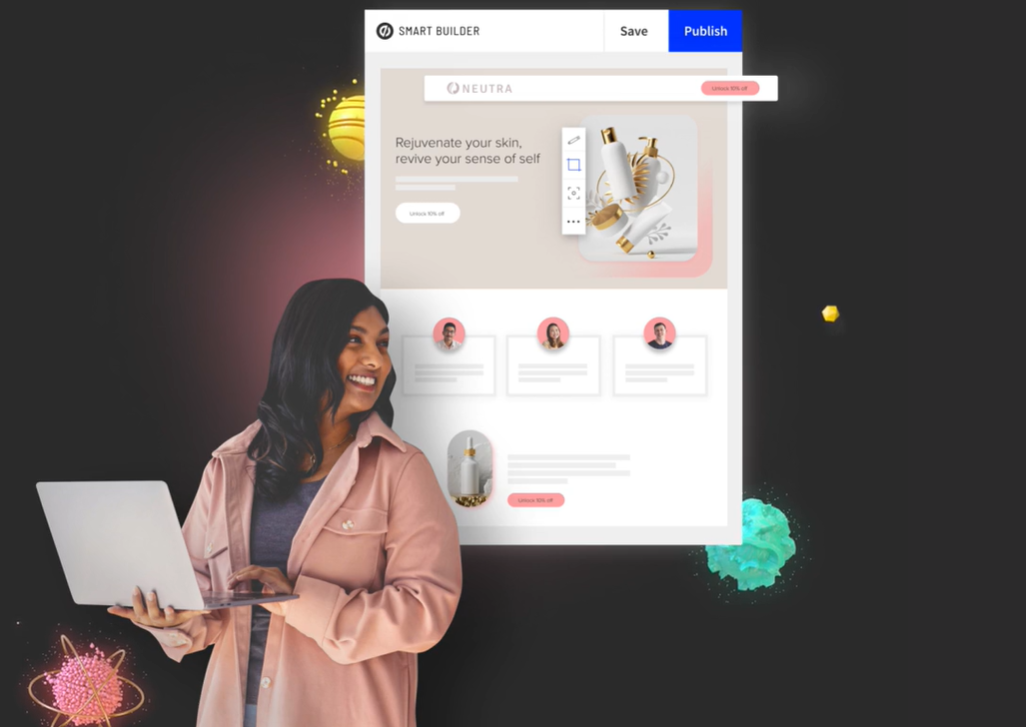 SMART BUILDER
Save
Publish
NEUTRA
Unlock 10% off
Rejuvenate your skin,
revive your sense of self
Unlock 10% off
Unlock 10% off